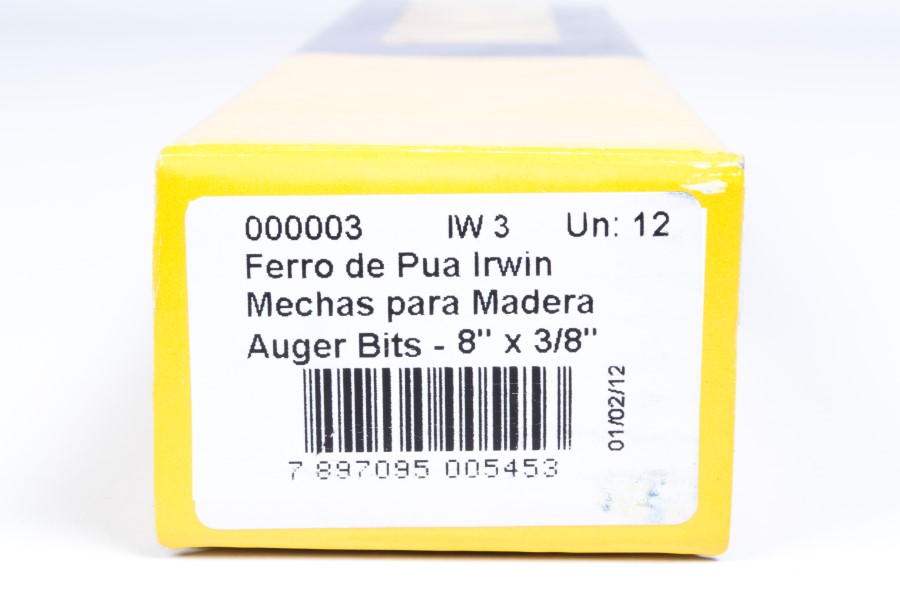 000003 IW 3 Un: 12
Ferro de Pua Irwin
Mechas para Madera
Auger Bits - 8" x 3/8"
01/02/12
7 897095 005453